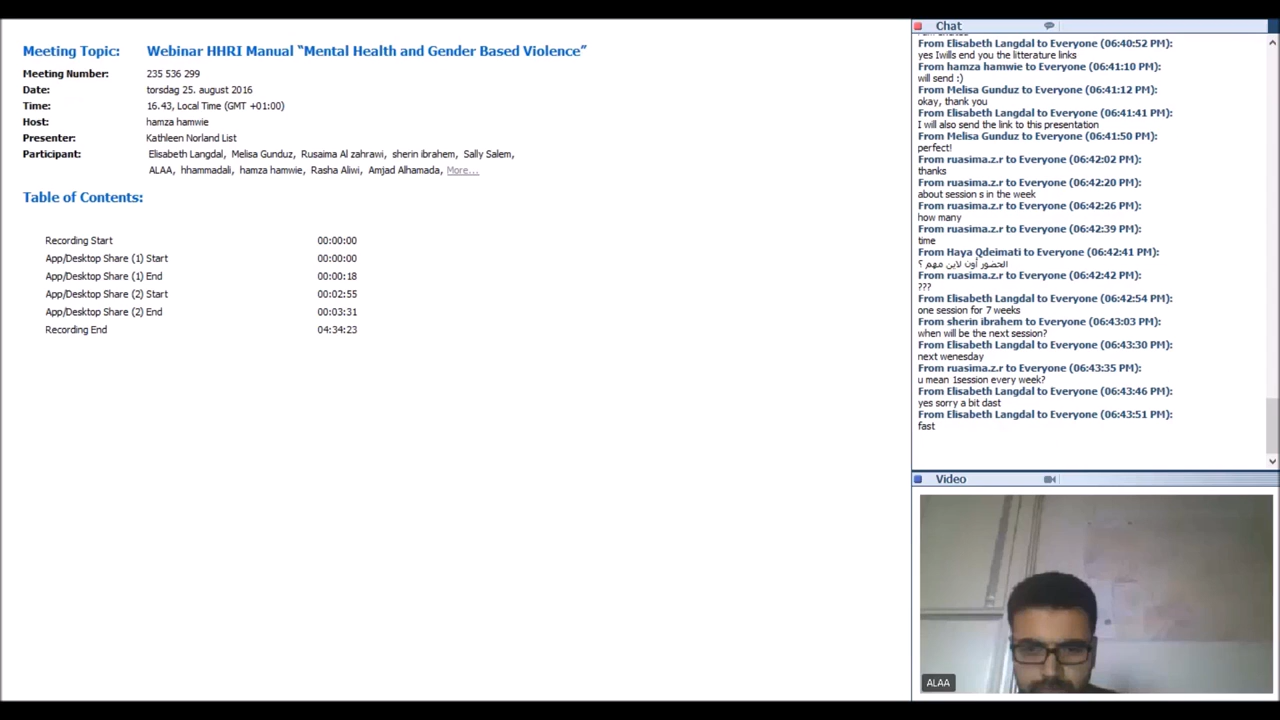 Meeting Topic: Webinar HHRI Manual “Mental Health and Gender Based Violence”
Meeting Number: 235 536 299
Date: torsdag 25. august 2016
Time: 16.43, Local Time (GMT +01:00)
Host: hamza hamwie
Presenter: Kathleen Norland List
Participant: Elisabeth Langdal, Melisa Gunduz, Rusaima Al zahrawi, sherin ibrahem, Sally Salem,
ALAA, hhammadali, hamza hamwie, Rasha Aliwi, Amjad Alhamada, More...
Table of Contents:
Recording Start 00:00:00
App/Desktop Share (1) Start 00:00:00
App/Desktop Share (1) End 00:00:18
App/Desktop Share (2) Start 00:02:55
App/Desktop Share (2) End 00:03:31
Recording End 04:34:23
Chat
From Elisabeth Langdal to Everyone (06:40:52 PM):
yes Iwills end you the litterature links
From hamza hamwie to Everyone (06:41:10 PM):
will send :)
From Melisa Gunduz to Everyone (06:41:12 PM):
okay, thank you
From Elisabeth Langdal to Everyone (06:41:41 PM):
I will also send the link to this presentation
From Melisa Gunduz to Everyone (06:41:50 PM):
perfect!
From ruasima.z.r to Everyone (06:42:02 PM):
thanks
From ruasima.z.r to Everyone (06:42:20 PM):
about session s in the week
From ruasima.z.r to Everyone (06:42:26 PM):
how many
From ruasima.z.r to Everyone (06:42:39 PM):
time
From Haya Qdeimati to Everyone (06:42:41 PM):
الحضور أون لاين مهم ؟
From ruasima.z.r to Everyone (06:42:42 PM):
???
From Elisabeth Langdal to Everyone (06:42:54 PM):
one session for 7 weeks
From sherin ibrahem to Everyone (06:43:03 PM):
when will be the next session?
From Elisabeth Langdal to Everyone (06:43:30 PM):
next wenesday
From ruasima.z.r to Everyone (06:43:35 PM):
u mean 1session every week?
From Elisabeth Langdal to Everyone (06:43:46 PM):
yes sorry a bit dast
From Elisabeth Langdal to Everyone (06:43:51 PM):
fast
Video
ALAA